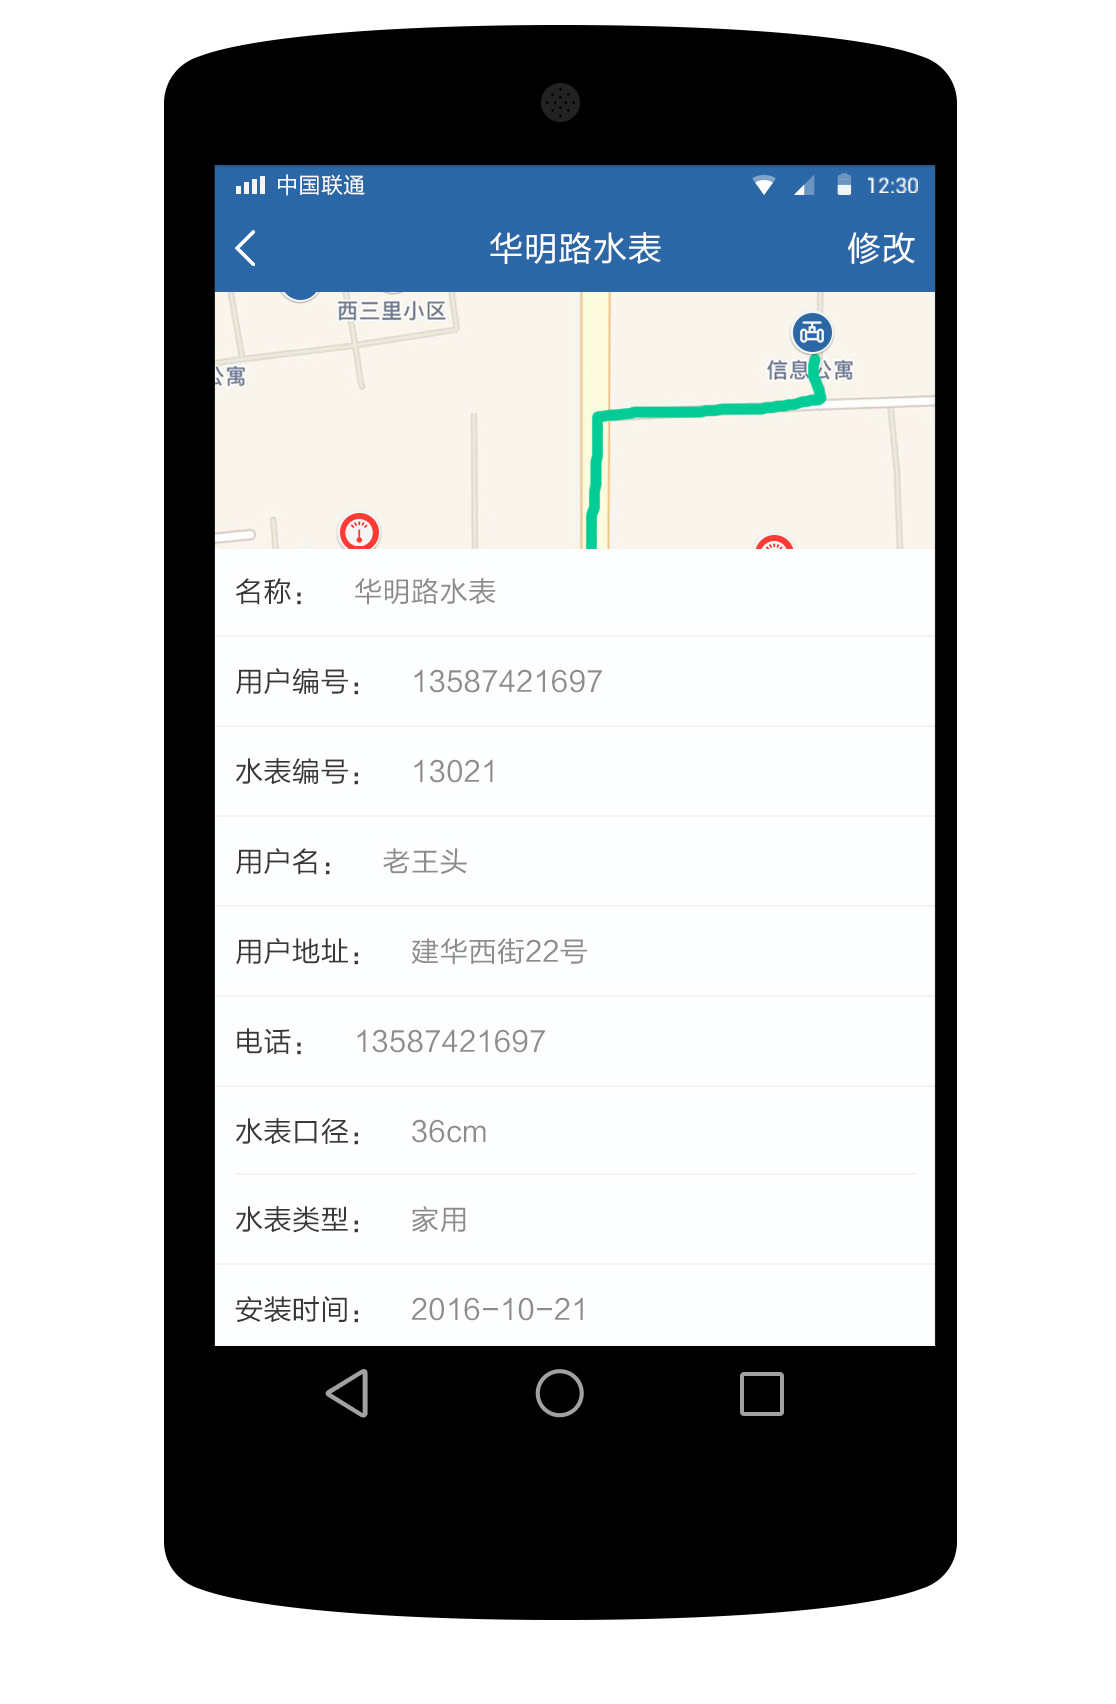 中国联通 12:30
华明路水表 修改
西三里小区
信息公寓
公寓
名称： 华明路水表
用户编号： 13587421697
水表编号： 13021
用户名： 老王头
用户地址： 建华西街22号
电话： 13587421697
水表口径： 36cm
水表类型： 家用
安装时间： 2016-10-21